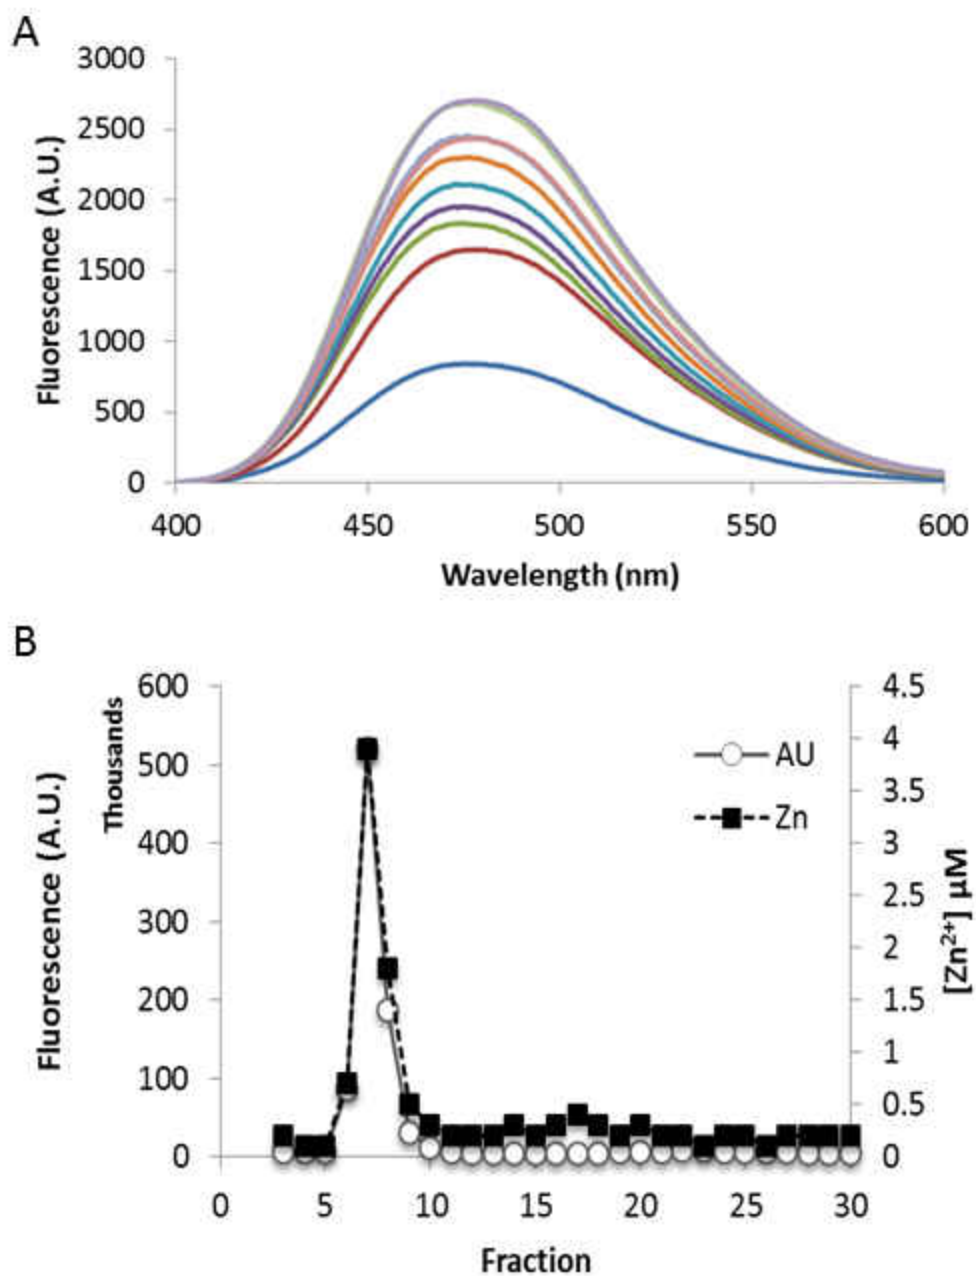 A
3000
2500
2000
1500
1000
500
0
Fluorescence (A.U.)
400 450 500 550 600
Wavelength (nm)
B
600
500
400
300
200
100
0
Thousands
Fluorescence (A.U.)
AU
Zn
4.5
4
3.5
3
2.5
2
1.5
1
0.5
0
[Zn²⁺] µM
0 5 10 15 20 25 30
Fraction